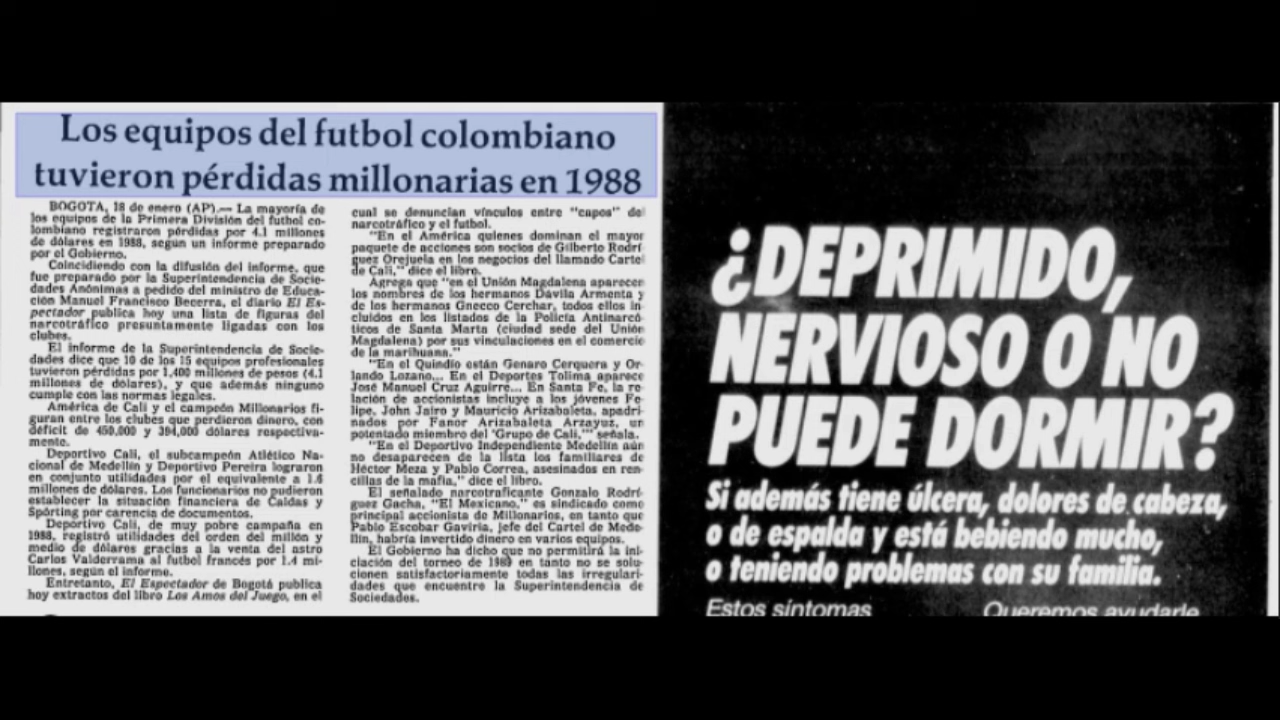 Los equipos del futbol colombiano
tuvieron pérdidas millonarias en 1988
BOGOTA, 18 de enero (AP).— La mayoría de
los equipos de la Primera División del futbol co-
lombiano registraron pérdidas por 4.1 millones
de dólares en 1988, según un informe preparado
por el Gobierno.
Coincidiendo con la difusión del informe, que
fue preparado por la Superintendencia de Socie-
dades Anónimas a pedido del ministro de Educa-
ción Manuel Francisco Becerra, el diario El Es-
pectador publica hoy una lista de figuras del
narcotráfico presuntamente ligadas con los
clubes.
El informe de la Superintendencia de Socie-
dades dice que 10 de los 15 equipos profesionales
tuvieron pérdidas por 1,400 millones de pesos (4.1
millones de dólares), y que además ninguno
cumple con las normas legales.
América de Cali y el campeón Millonarios fi-
guran entre los clubes que perdieron dinero, con
déficit de 450,000 y 394,000 dólares respectiva-
mente.
Deportivo Cali, el subcampeón Atlético Na-
cional de Medellín y Deportivo Pereira lograron
en conjunto utilidades por el equivalente a 1.6
millones de dólares. Los funcionarios no pudieron
establecer la situación financiera de Caldas y
Spórting por carencia de documentos.
Deportivo Cali, de muy pobre campaña en
1988, registró utilidades del orden del millón y
medio de dólares gracias a la venta del astro
Carlos Valderrama al futbol francés por 1.4 mi-
llones, según el informe.
Entretanto, El Espectador de Bogotá publica
hoy extractos del libro Los Amos del Juego, en el
cual se denuncian vínculos entre "capos" del
narcotráfico y el futbol.
"En el América quienes dominan el mayor
paquete de acciones son socios de Gilberto Rodrí-
guez Orejuela en los negocios del llamado Cartel
de Cali," dice el libro.
Agrega que "en el Unión Magdalena aparecen
los nombres de los hermanos Dávila Armenta y
de los hermanos Gnecco Cerchar, todos ellos in-
cluídos en los listados de la Policía Antinarcó-
ticos de Santa Marta (ciudad sede del Unión
Magdalena) por sus vinculaciones en el comercio
de la marihuana."
"En el Quindío están Genaro Cerquera y Or-
lando Lozano... En el Deportes Tolima aparece
José Manuel Cruz Aguirre... En Santa Fe, la re-
lación de accionistas incluye a los jóvenes Fe-
lipe, John Jairo y Mauricio Arizabaleta, apadri-
nados por Fanor Arizabaleta Arzayuz, un
potentado miembro del 'Grupo de Cali,'" señala.
"En el Deportivo Independiente Medellín aún
no desaparecen de la lista los familiares de
Héctor Meza y Pablo Correa, asesinados en ren-
cillas de la mafia," dice el libro.
El señalado narcotraficante Gonzalo Rodrí-
guez Gacha, "El Mexicano," es sindicado como
principal accionista de Millonarios, en tanto que
Pablo Escobar Gaviria, jefe del Cartel de Mede-
llín, habría invertido dinero en varios equipos.
El Gobierno ha dicho que no permitirá la ini-
ciación del torneo de 1989 en tanto no se solu-
cionen satisfactoriamente todas las irregulari-
dades que encuentre la Superintendencia de
Sociedades.
¿DEPRIMIDO,
NERVIOSO O NO
PUEDE DORMIR?
Si además tiene úlcera, dolores de cabeza,
o de espalda y está bebiendo mucho,
o teniendo problemas con su familia.
Estos síntomas Queremos ayudarle